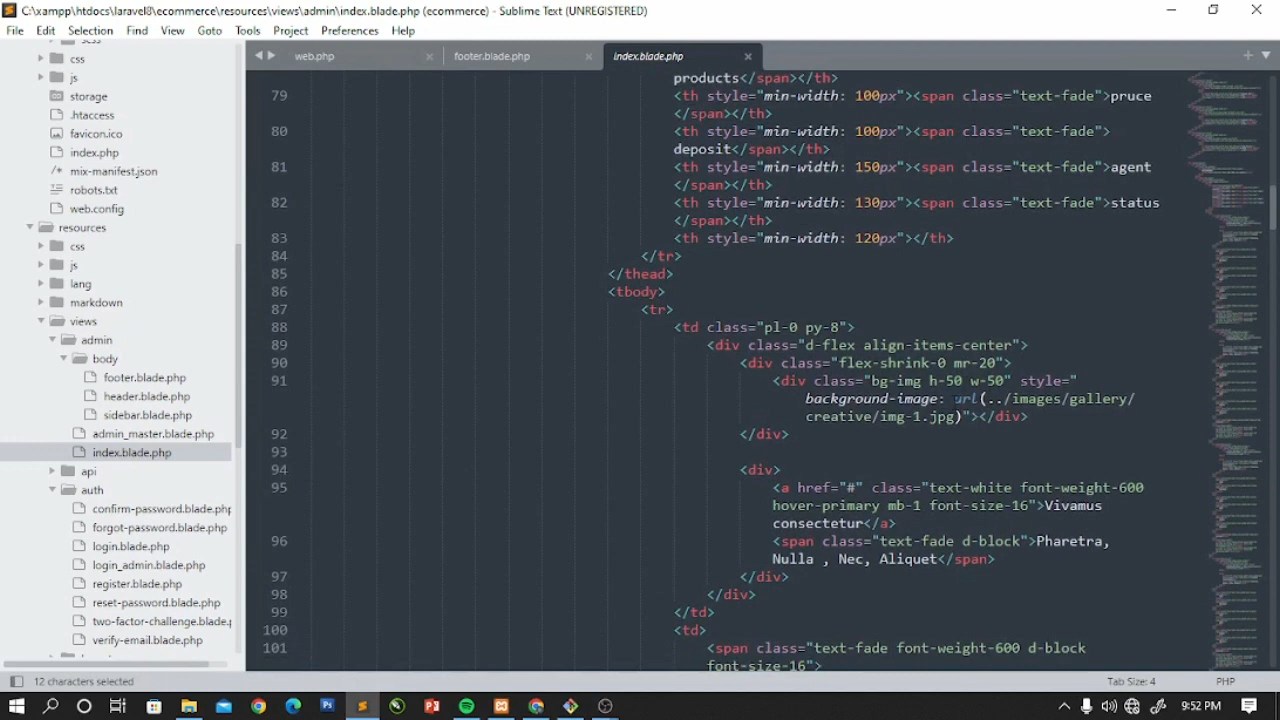 C:\xampp\htdocs\laravel8\ecommerce\resources\views\admin\index.blade.php (ecommerce) - Sublime Text (UNREGISTERED)
File Edit Selection Find View Goto Tools Project Preferences Help
css
js
storage
.htaccess
favicon.ico
index.php
/* mix-manifest.json
robots.txt
web.config
resources
css
js
lang
markdown
views
admin
body
footer.blade.php
header.blade.php
sidebar.blade.php
admin_master.blade.php
index.blade.php
api
auth
confirm-password.blade.php
forgot-password.blade.php
login.blade.php
login_admin.blade.php
register.blade.php
reset-password.blade.php
two-factor-challenge.blade.p
verify-email.blade.php
web.php footer.blade.php index.blade.php
products</span></th>
79 <th style="min-width: 100px"><span class="text-fade">pruce
</span></th>
80 <th style="min-width: 100px"><span class="text-fade">
deposit</span></th>
81 <th style="min-width: 150px"><span class="text-fade">agent
</span></th>
82 <th style="min-width: 130px"><span class="text-fade">status
</span></th>
83 <th style="min-width: 120px"></th>
84 </tr>
85 </thead>
86 <tbody>
87 <tr>
88 <td class="pl-0 py-8">
89 <div class="d-flex align-items-center">
90 <div class="flex-shrink-0 mr-20">
91 <div class="bg-img h-50 w-50" style="
background-image: url(../images/gallery/
creative/img-1.jpg)"></div>
92 </div>
93
94 <div>
95 <a href="#" class="text-white font-weight-600
hover-primary mb-1 font-size-16">Vivamus
consectetur</a>
96 <span class="text-fade d-block">Pharetra,
Nulla , Nec, Aliquet</span>
97 </div>
98 </div>
99 </td>
100 <td>
101 <span class="text-fade font-weight-600 d-block
font-size-16">
12 characters selected Tab Size: 4 PHP
9:52 PM